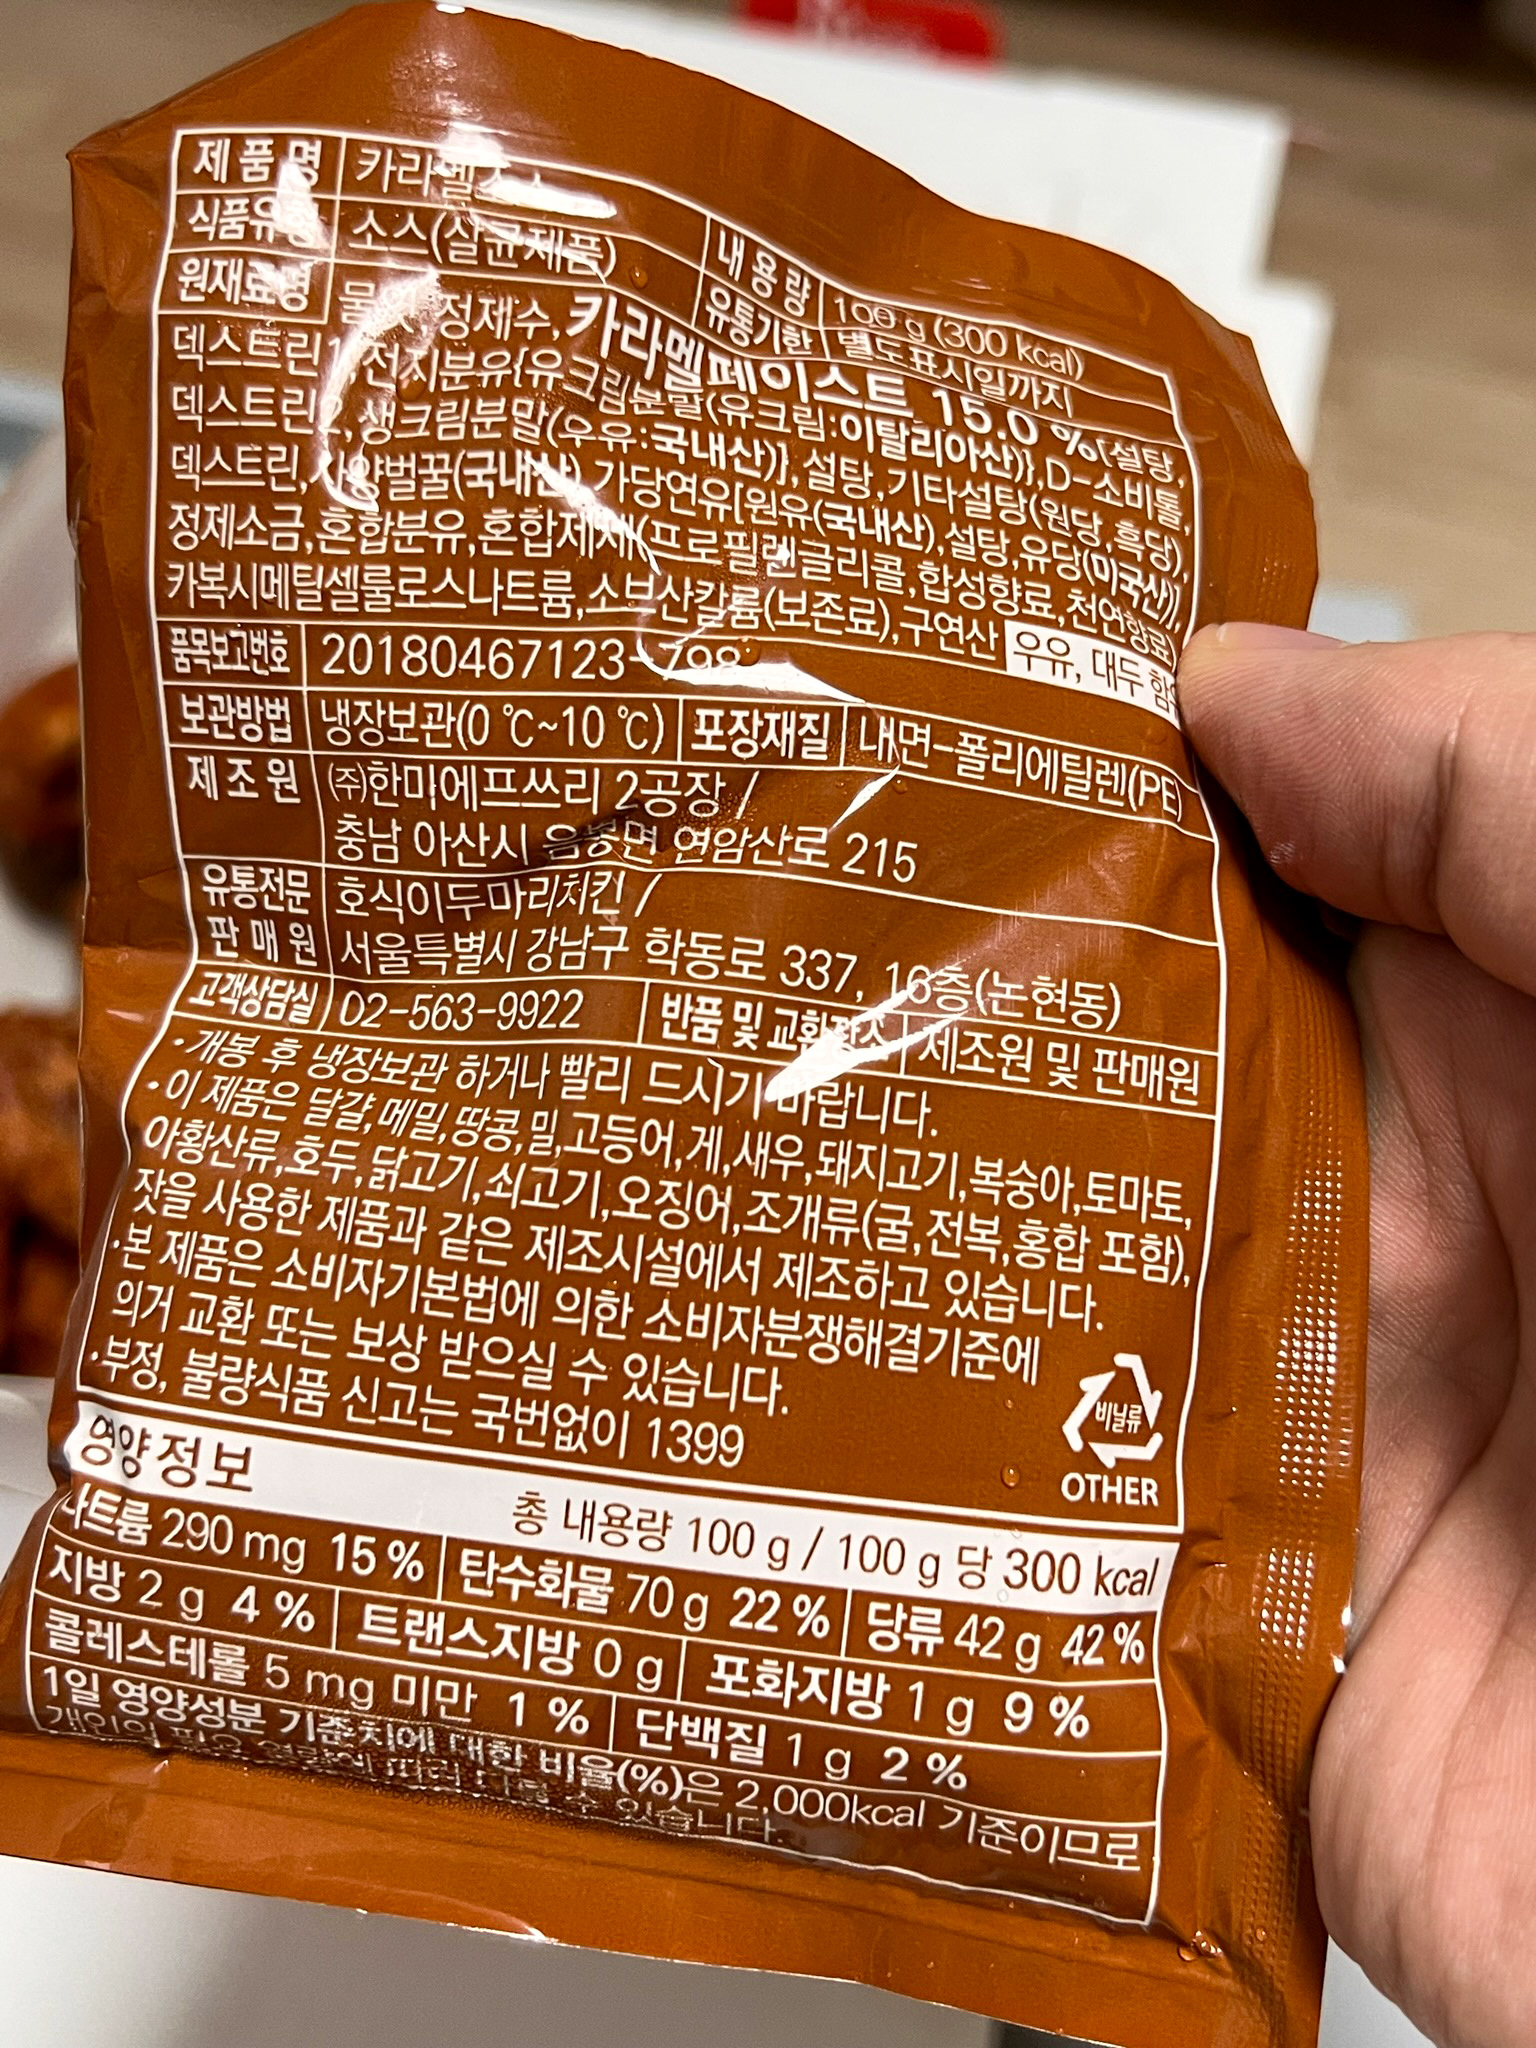 제품명 카라멜소스
식품유형 소스(살균제품) 내용량 100 g (300 kcal)
유통기한 별도표시일까지
원재료명 물엿, 정제수, 카라멜페이스트 15.0 %{설탕,
덱스트린1, 전지분유{유크림분말(유크림:이탈리아산)}, D-소비톨,
덱스트린2, 생크림분말(우유:국내산)}, 설탕, 기타설탕(원당, 흑당),
덱스트린, 사양벌꿀(국내산), 가당연유[원유(국내산), 설탕, 유당(미국산)],
정제소금, 혼합분유, 혼합제제(프로필렌글리콜, 합성향료, 천연향료)
카복시메틸셀룰로스나트륨, 소브산칼륨(보존료), 구연산 우유, 대두 함유
품목보고번호 20180467123-798
보관방법 냉장보관(0 ℃~10 ℃) 포장재질 내면-폴리에틸렌(PE)
제조원 ㈜한미에프쓰리 2공장 /
충남 아산시 음봉면 연암산로 215
유통전문 호식이두마리치킨 /
판매원 서울특별시 강남구 학동로 337, 16층(논현동)
고객상담실 02-563-9922 반품 및 교환장소 제조원 및 판매원
·개봉 후 냉장보관 하거나 빨리 드시기 바랍니다.
·이 제품은 달걀, 메밀, 땅콩, 밀, 고등어, 게, 새우, 돼지고기, 복숭아, 토마토,
아황산류, 호두, 닭고기, 쇠고기, 오징어, 조개류(굴, 전복, 홍합 포함),
잣을 사용한 제품과 같은 제조시설에서 제조하고 있습니다.
·본 제품은 소비자기본법에 의한 소비자분쟁해결기준에
의거 교환 또는 보상 받으실 수 있습니다.
·부정, 불량식품 신고는 국번없이 1399
비닐류
OTHER
영양정보 총 내용량 100 g / 100 g 당 300 kcal
나트륨 290 mg 15 % 탄수화물 70 g 22 % 당류 42 g 42 %
지방 2 g 4 % 트랜스지방 0 g 포화지방 1 g 9 %
콜레스테롤 5 mg 미만 1 % 단백질 1 g 2 %
1일 영양성분 기준치에 대한 비율(%)은 2,000kcal 기준이므로
개인의 필요 열량에 따라 다를 수 있습니다.